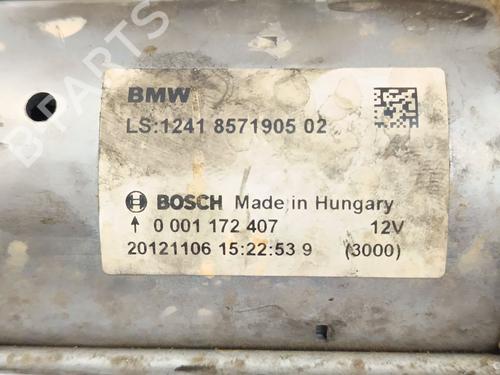 BMW
LS:1241 8571905 02
BOSCH Made in Hungary
↑ 0 001 172 407 12V
20121106 15:22:53 9 (3000)
B-PARTS